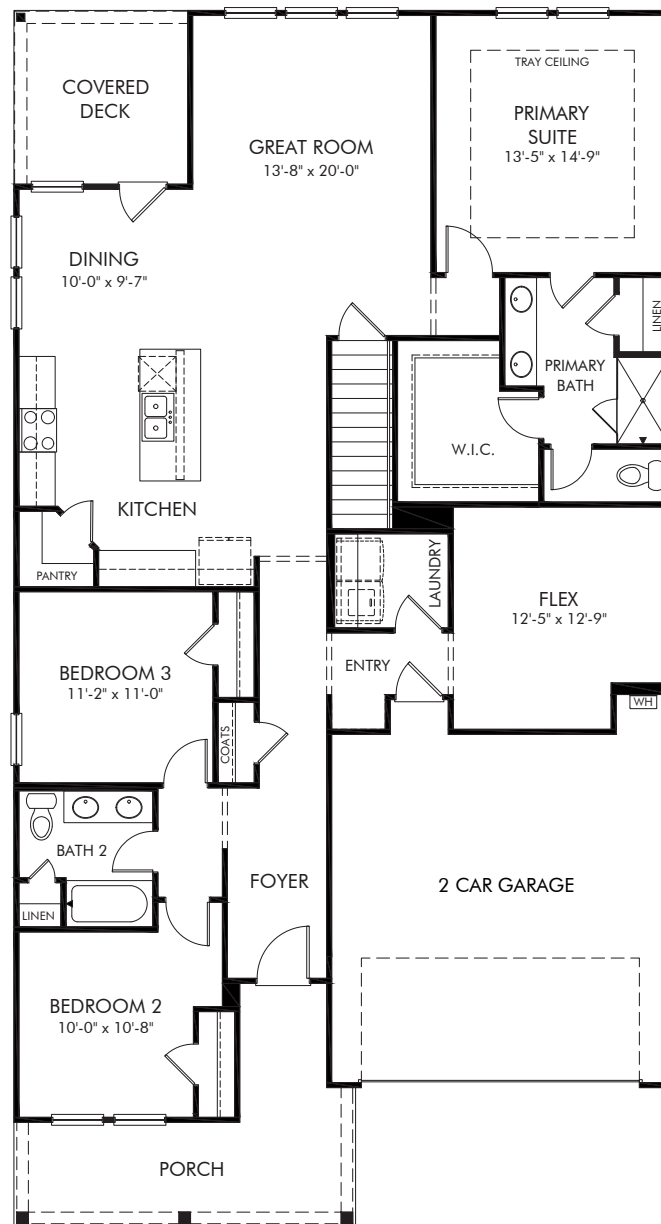 COVERED
DECK
TRAY CEILING
PRIMARY
SUITE
13'-5" x 14'-9"
GREAT ROOM
13'-8" x 20'-0"
DINING
10'-0" x 9'-7"
LINEN
PRIMARY
BATH
W.I.C.
KITCHEN
PANTRY
LAUNDRY
FLEX
12'-5" x 12'-9"
ENTRY
BEDROOM 3
11'-2" x 11'-0"
WH
COATS
BATH 2
FOYER
2 CAR GARAGE
LINEN
BEDROOM 2
10'-0" x 10'-8"
PORCH